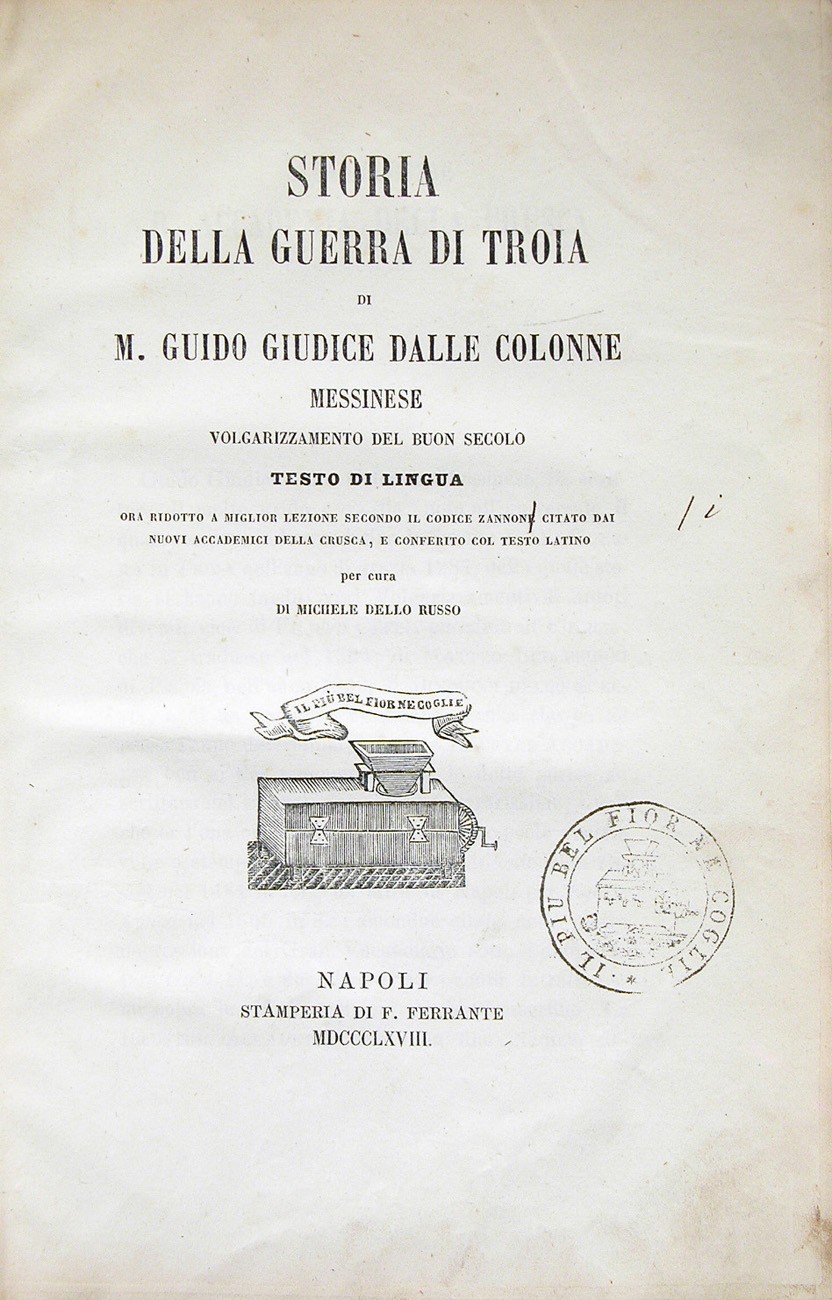 STORIA
DELLA GUERRA DI TROIA
DI
M. GUIDO GIUDICE DALLE COLONNE
MESSINESE
VOLGARIZZAMENTO DEL BUON SECOLO
TESTO DI LINGUA
ORA RIDOTTO A MIGLIOR LEZIONE SECONDO IL CODICE ZANNONE CITATO DAI
/ i
NUOVI ACCADEMICI DELLA CRUSCA, E CONFERITO COL TESTO LATINO
per cura
DI MICHELE DELLO RUSSO
IL PIÙ BEL FIOR NE COGLIE
IL PIU BEL FIOR NE COGLIE
NAPOLI
STAMPERIA DI F. FERRANTE
MDCCCLXVIII.